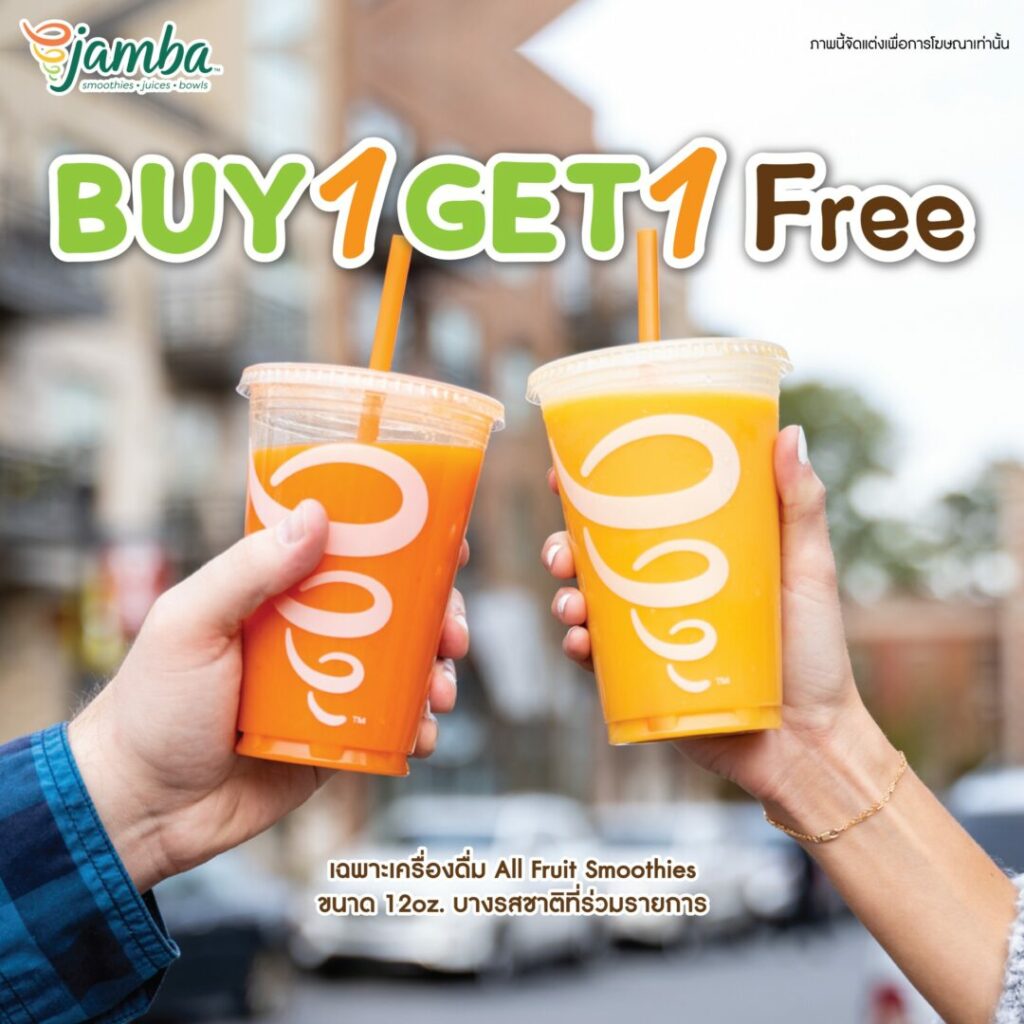 jamba™
smoothies • juices • bowls
ภาพนี้จัดแต่งเพื่อการโฆษณาเท่านั้น
BUY 1 GET 1 Free
TM
TM
เฉพาะเครื่องดื่ม All Fruit Smoothies
ขนาด 12oz. บางรสชาติที่ร่วมรายการ